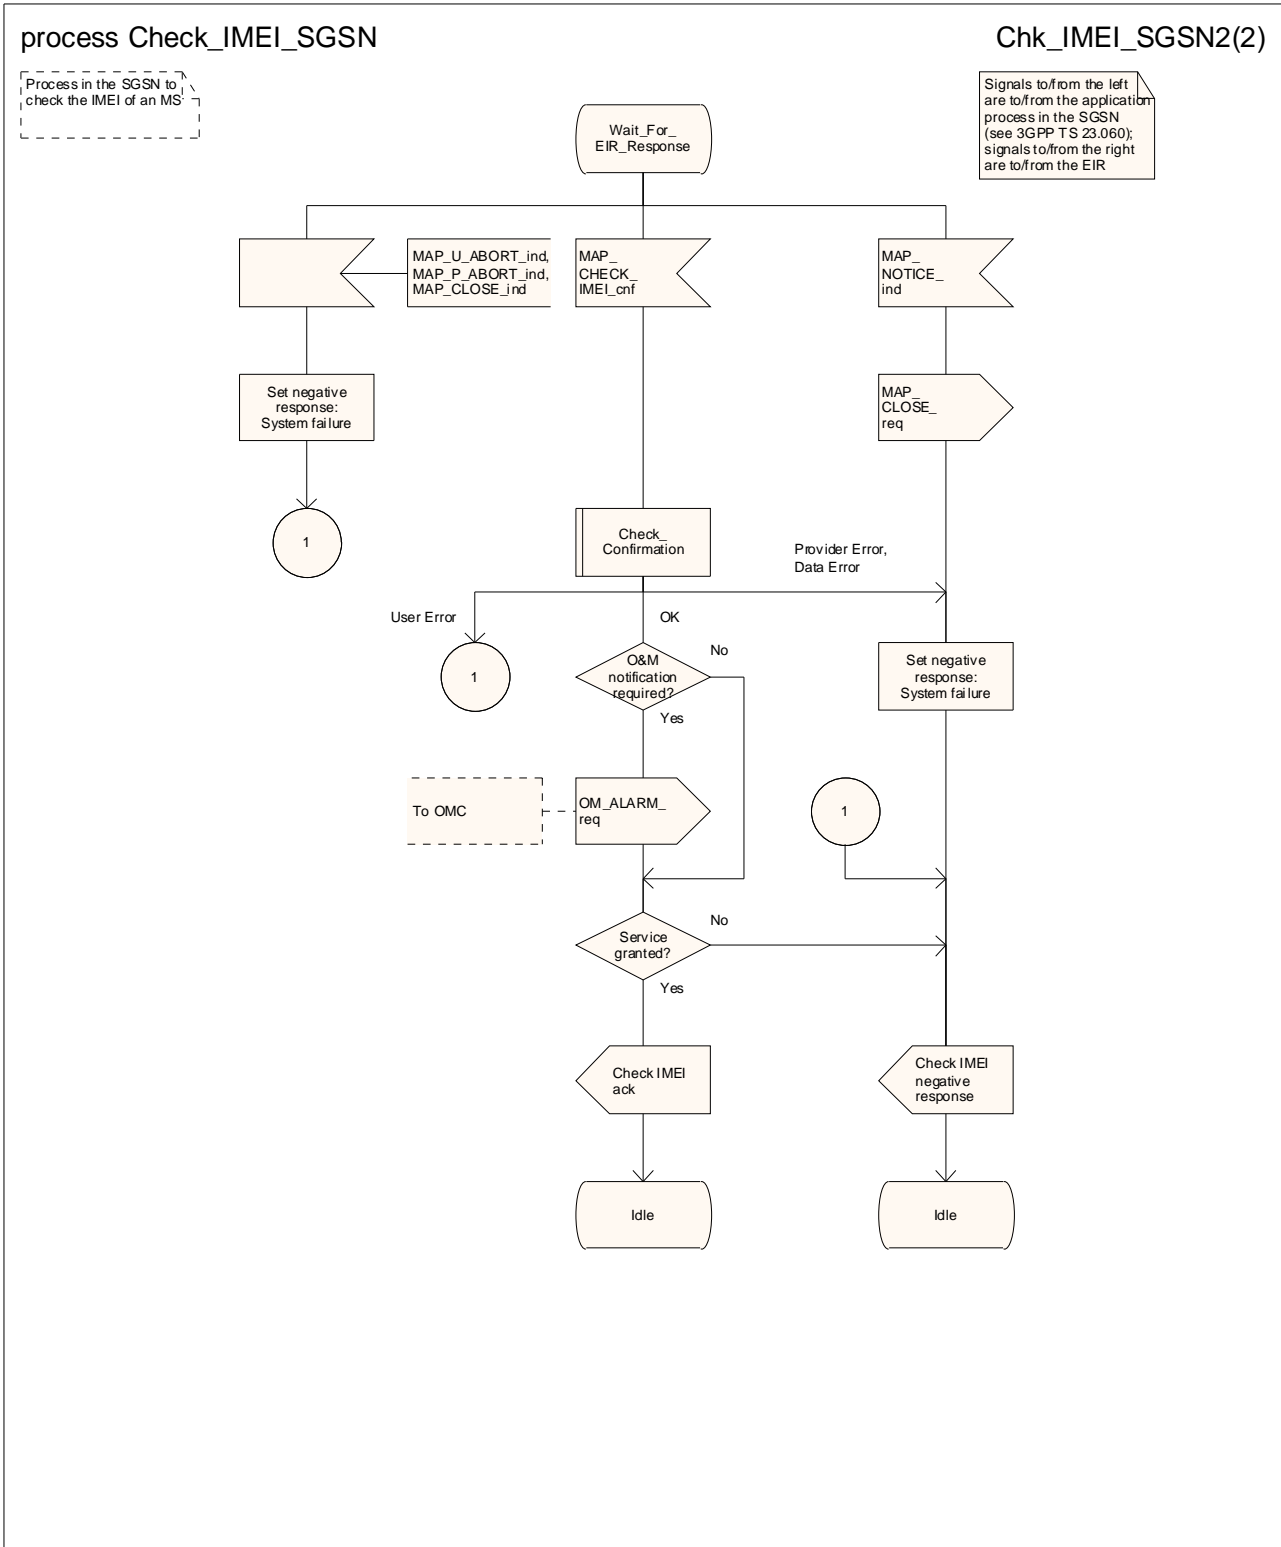 process Check_IMEI_SGSN
Chk_IMEI_SGSN2(2)
Process in the SGSN to
check the IMEI of an MS
Signals to/from the left
are to/from the application
process in the SGSN
(see 3GPP TS 23.060);
signals to/from the right
are to/from the EIR
Wait_For_
EIR_Response
MAP_U_ABORT_ind,
MAP_P_ABORT_ind,
MAP_CLOSE_ind
MAP_
CHECK_
IMEI_cnf
MAP_
NOTICE_
ind
Set negative
response:
System failure
MAP_
CLOSE_
req
1
Check_
Confirmation
Provider Error,
Data Error
User Error
OK
1
O&M
notification
required?
No
Yes
Set negative
response:
System failure
To OMC
OM_ALARM_
req
1
Service
granted?
No
Yes
Check IMEI
ack
Check IMEI
negative
response
Idle
Idle